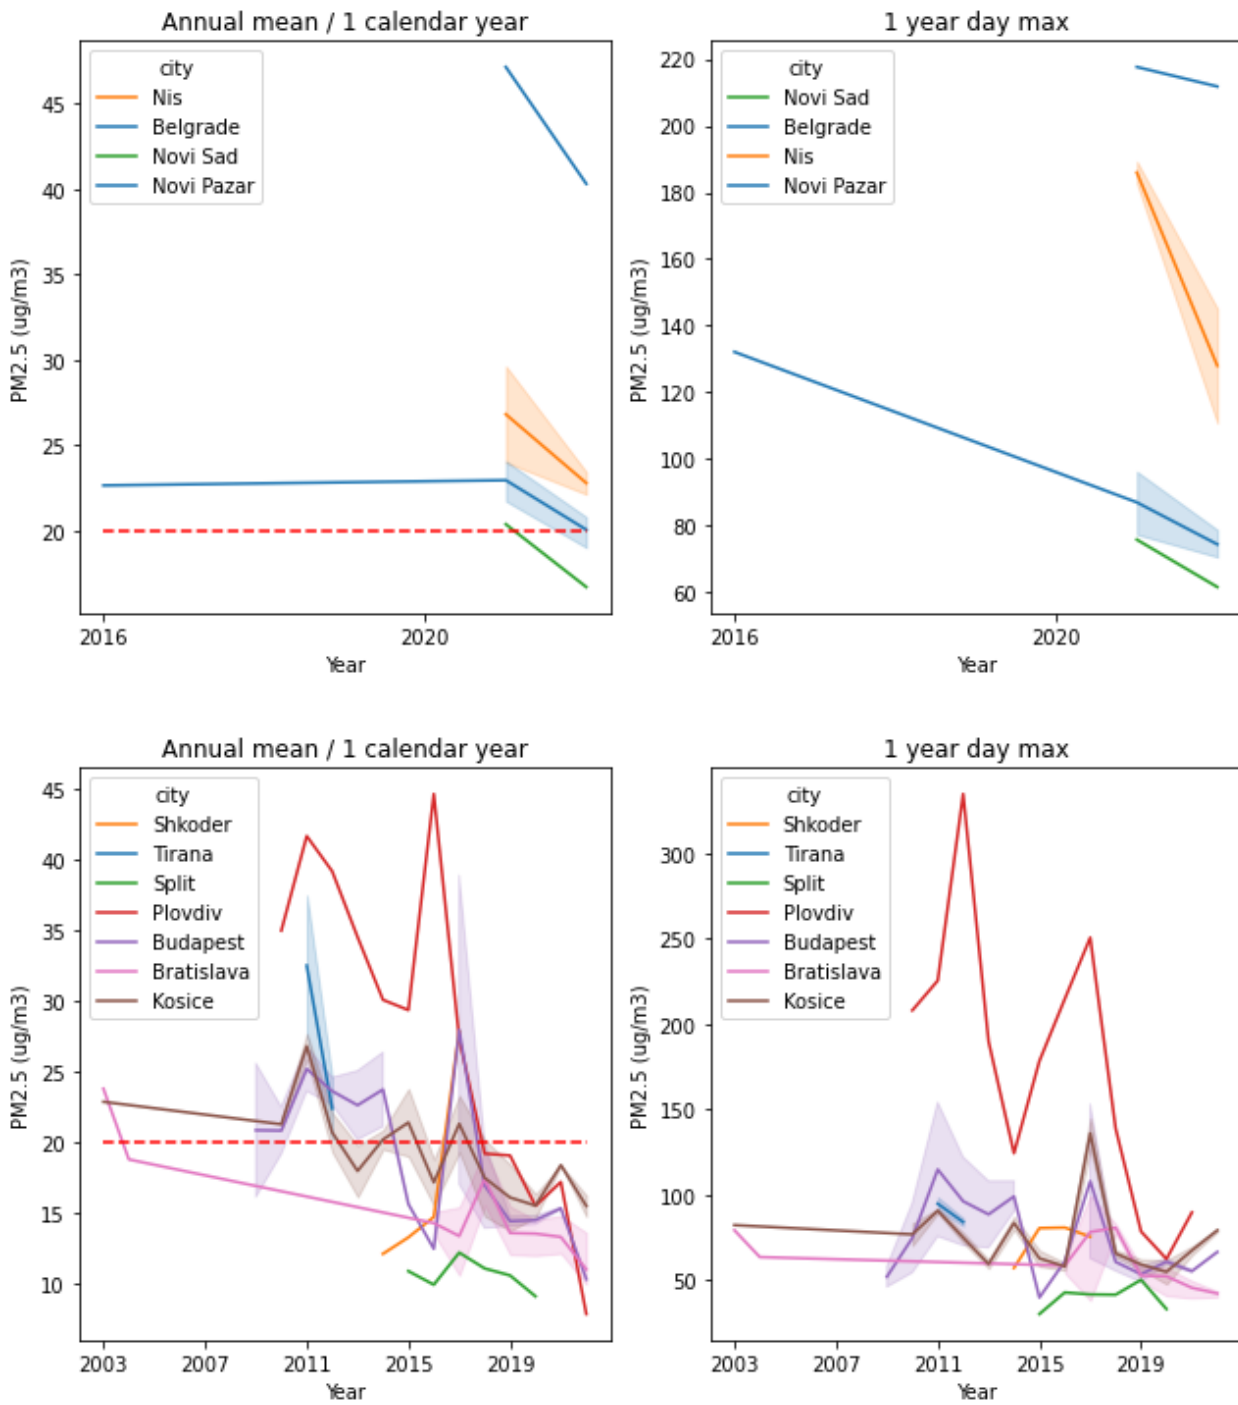 Annual mean / 1 calendar year
1 year day max
PM2.5 (ug/m3)
45
40
35
30
25
20
city
Nis
Belgrade
Novi Sad
Novi Pazar
2016
2020
Year
PM2.5 (ug/m3)
220
200
180
160
140
120
100
80
60
city
Novi Sad
Belgrade
Nis
Novi Pazar
2016
2020
Year
Annual mean / 1 calendar year
1 year day max
PM2.5 (ug/m3)
45
40
35
30
25
20
15
10
city
Shkoder
Tirana
Split
Plovdiv
Budapest
Bratislava
Kosice
2003
2007
2011
2015
2019
Year
PM2.5 (ug/m3)
300
250
200
150
100
50
city
Shkoder
Tirana
Split
Plovdiv
Budapest
Bratislava
Kosice
2003
2007
2011
2015
2019
Year